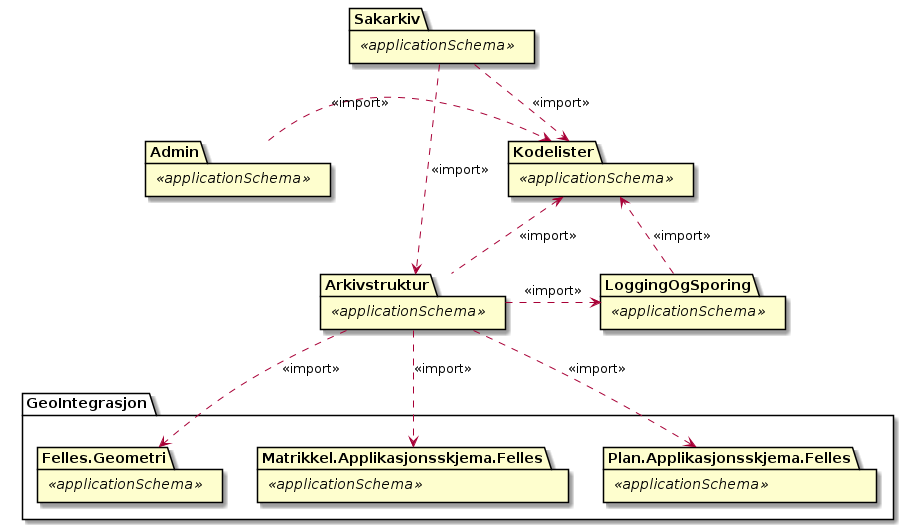 Sakarkiv
«applicationSchema»
«import»
«import»
Admin
«applicationSchema»
Kodelister
«applicationSchema»
«import»
«import»
«import»
Arkivstruktur
«applicationSchema»
«import»
LoggingOgSporing
«applicationSchema»
«import»
«import»
«import»
GeoIntegrasjon
Felles.Geometri
«applicationSchema»
Matrikkel.Applikasjonsskjema.Felles
«applicationSchema»
Plan.Applikasjonsskjema.Felles
«applicationSchema»